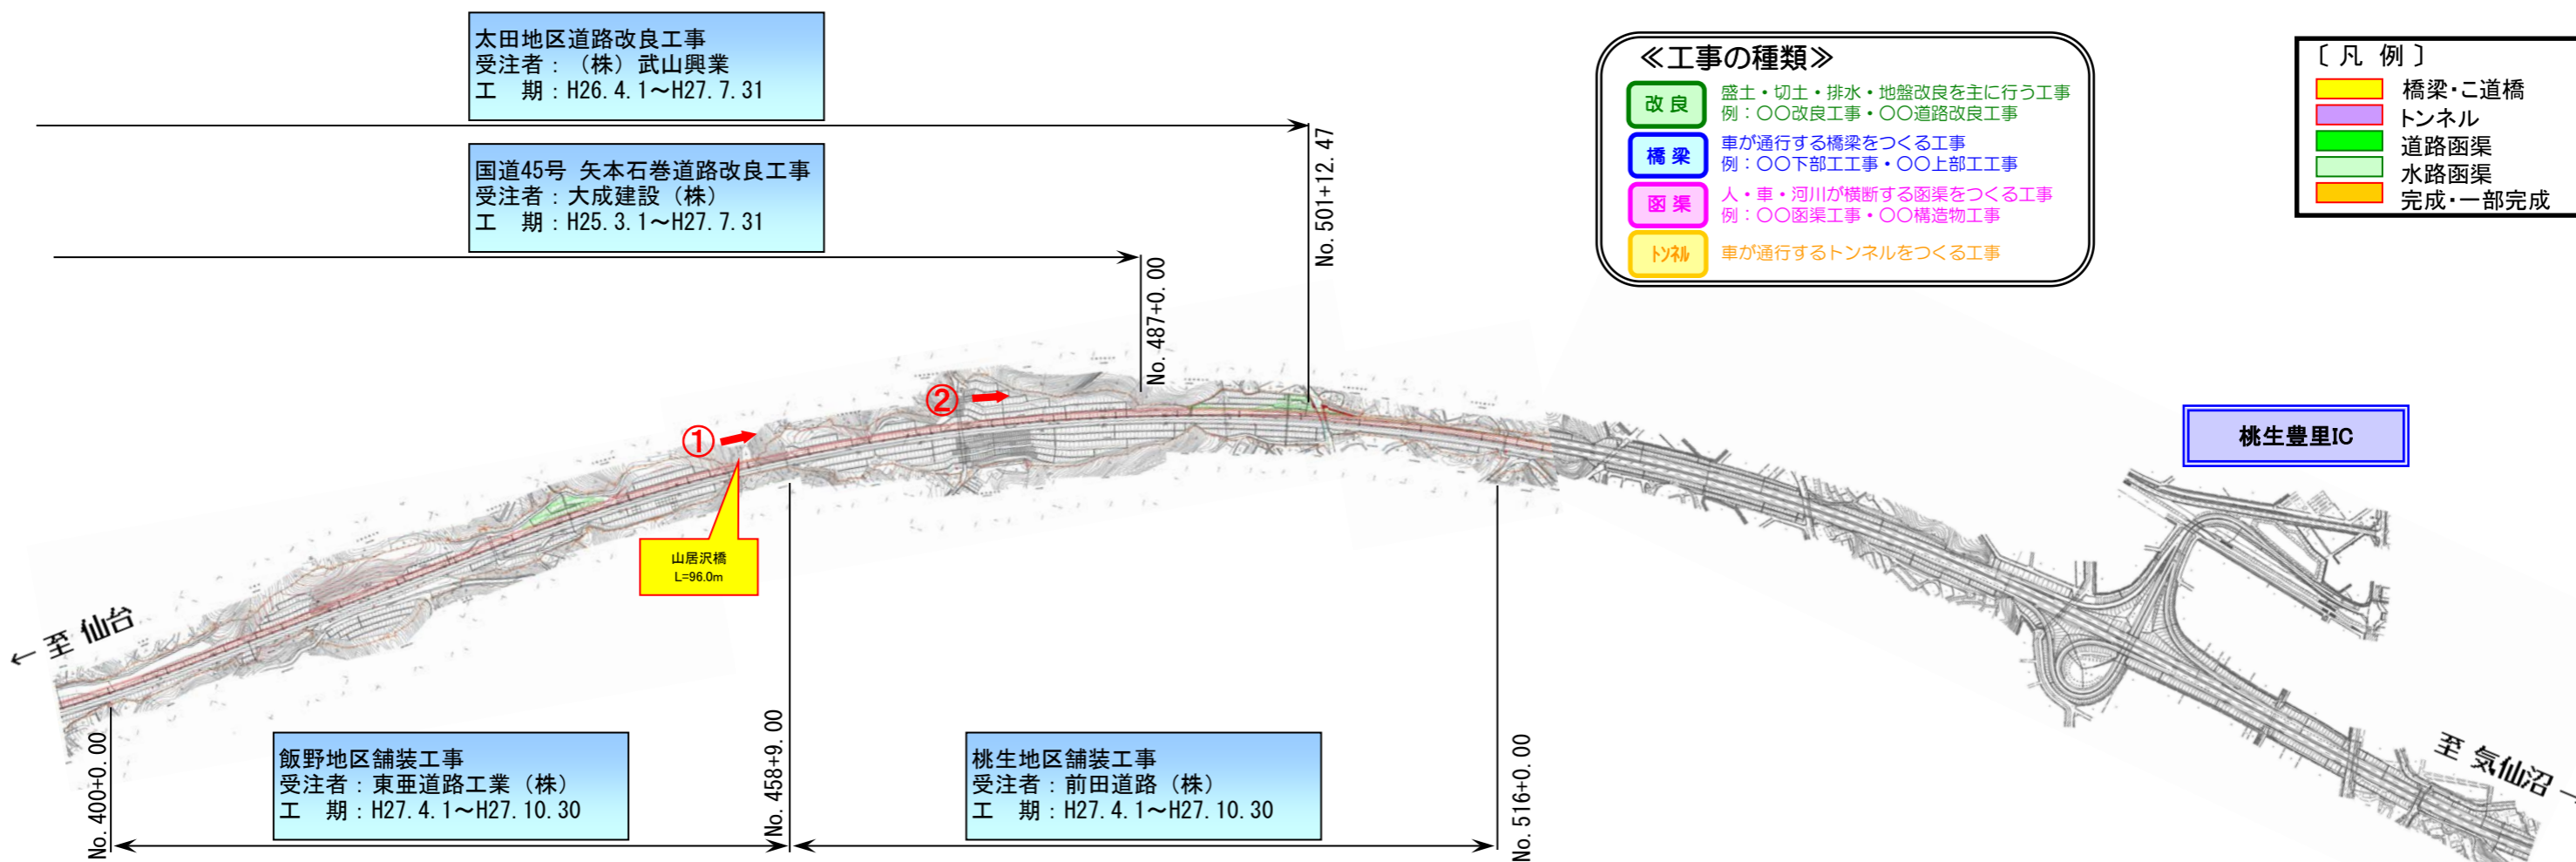 太田地区道路改良工事
受注者：（株）武山興業
工　期：H26.4.1～H27.7.31
国道45号 矢本石巻道路改良工事
受注者：大成建設（株）
工　期：H25.3.1～H27.7.31
No.501+12.47
No.487+0.00
≪工事の種類≫
改良
盛土・切土・排水・地盤改良を主に行う工事
例：〇〇改良工事・〇〇道路改良工事
橋梁
車が通行する橋梁をつくる工事
例：〇〇下部工工事・〇〇上部工工事
函渠
人・車・河川が横断する函渠をつくる工事
例：〇〇函渠工事・〇〇構造物工事
トンネル
車が通行するトンネルをつくる工事
〔凡 例〕
橋梁・こ道橋
トンネル
道路函渠
水路函渠
完成・一部完成
①
②
山居沢橋
L=96.0m
桃生豊里IC
←至 仙台
至 気仙沼→
No.400+0.00
飯野地区舗装工事
受注者：東亜道路工業（株）
工　期：H27.4.1～H27.10.30
No.458+9.00
桃生地区舗装工事
受注者：前田道路（株）
工　期：H27.4.1～H27.10.30
No.516+0.00